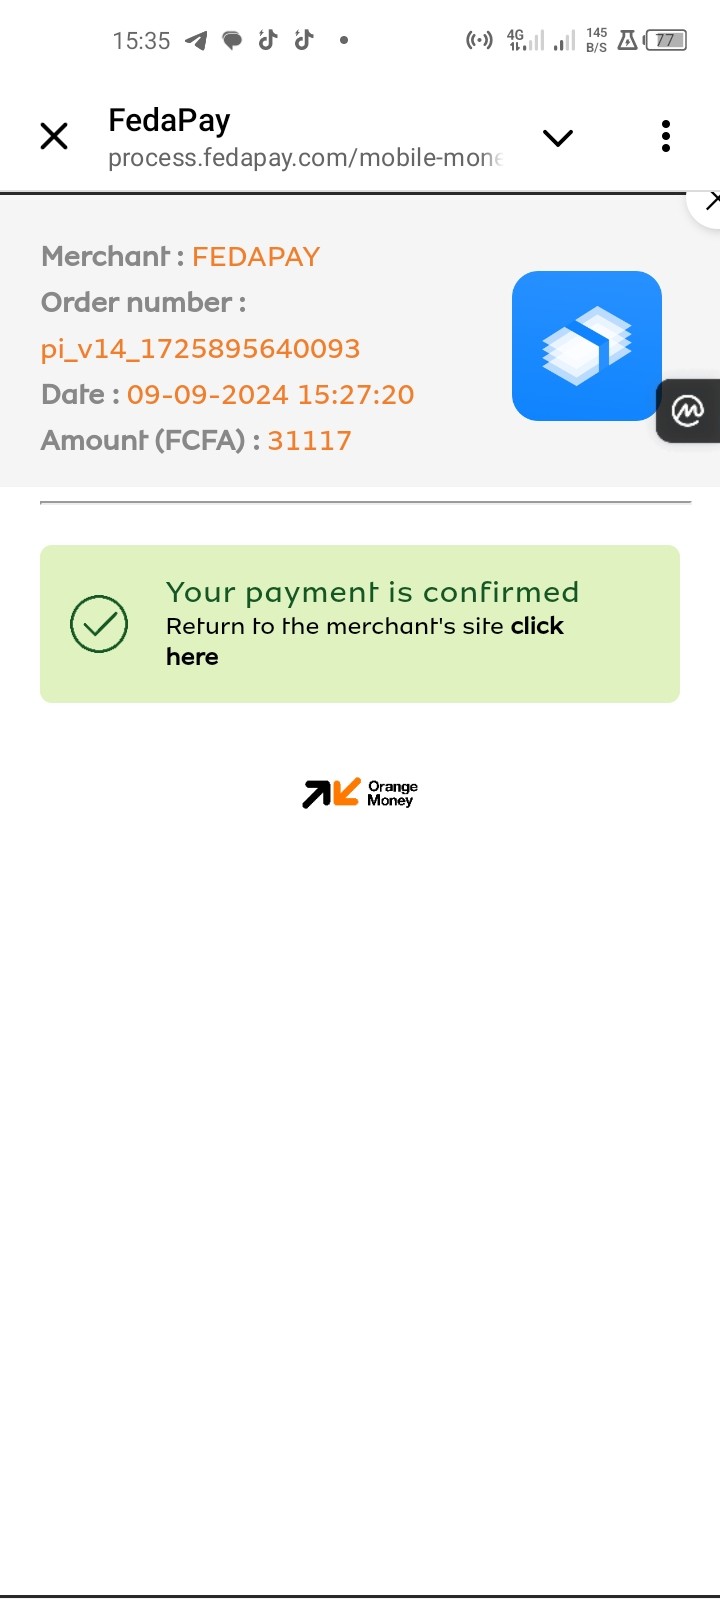 15:35 4G 145 B/S 77
FedaPay
process.fedapay.com/mobile-mone
Merchant : FEDAPAY
Order number :
pi_v14_1725895640093
Date : 09-09-2024 15:27:20
Amount (FCFA) : 31117
Your payment is confirmed
Return to the merchant's site click
here
Orange
Money